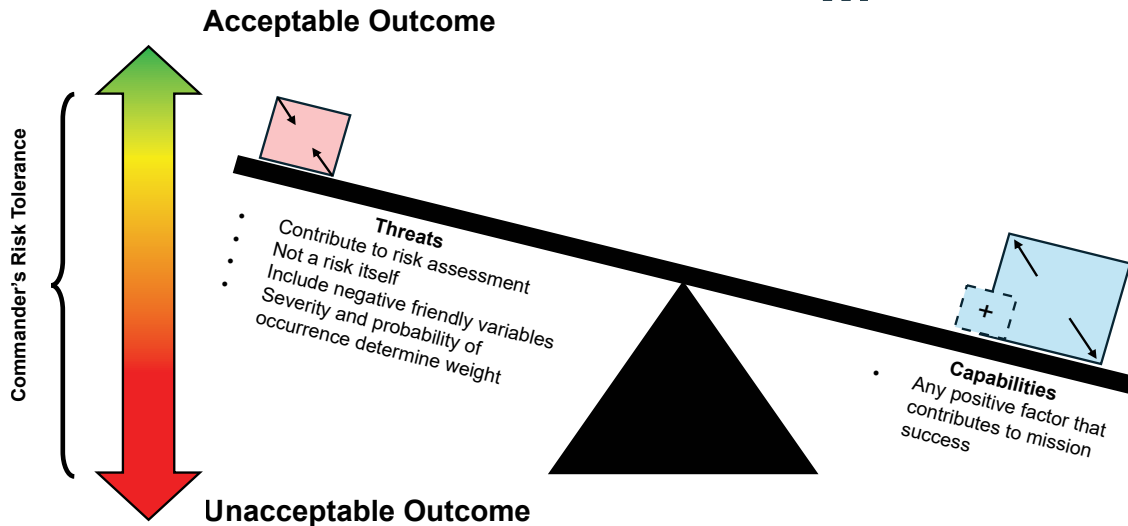 Acceptable Outcome
Commander's Risk Tolerance
Threats
• Contribute to risk assessment
• Not a risk itself
• Include negative friendly variables
• Severity and probability of
occurrence determine weight
+
Capabilities
• Any positive factor that
contributes to mission
success
Unacceptable Outcome